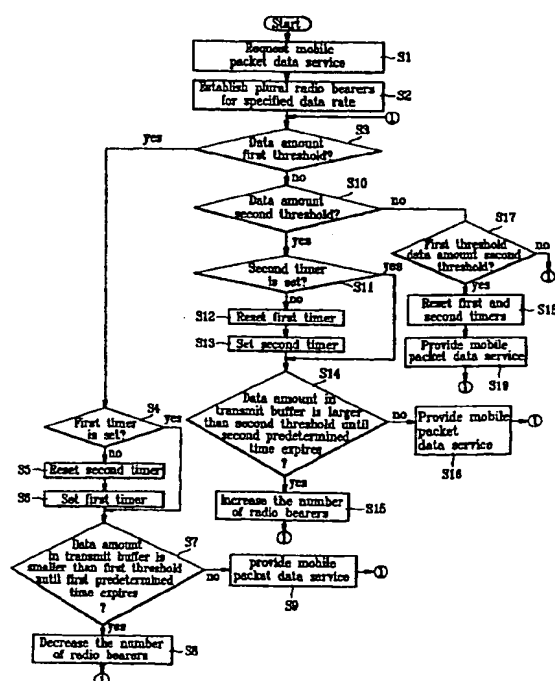 Start
Request mobile
packet data service
S1
Establish plural radio bearers
for specified data rate
S2
1
S3
yes
Data amount
first threshold?
no
S10
Data amount
second threshold?
no
S17
yes
First threshold
data amount second
threshold?
no
1
yes
Second timer
is set?
yes
S11
no
S12
Reset first timer
S13
Set second timer
Reset first and
second timers
S18
Provide mobile
packet data service
S19
1
S14
Data amount in
transmit buffer is larger
than second threshold until
second predetermined
time expires
?
no
Provide mobile
packet
data service
1
S16
yes
Increase the number
of radio bearers
S15
1
S4
First timer
is set?
yes
no
S5
Reset second timer
S6
Set first timer
S7
Data amount
in transmit buffer is
smaller than first threshold
until first predetermined
time expires
?
no
provide mobile
packet data service
1
S9
yes
Decrease the number
of radio bearers
S8
1